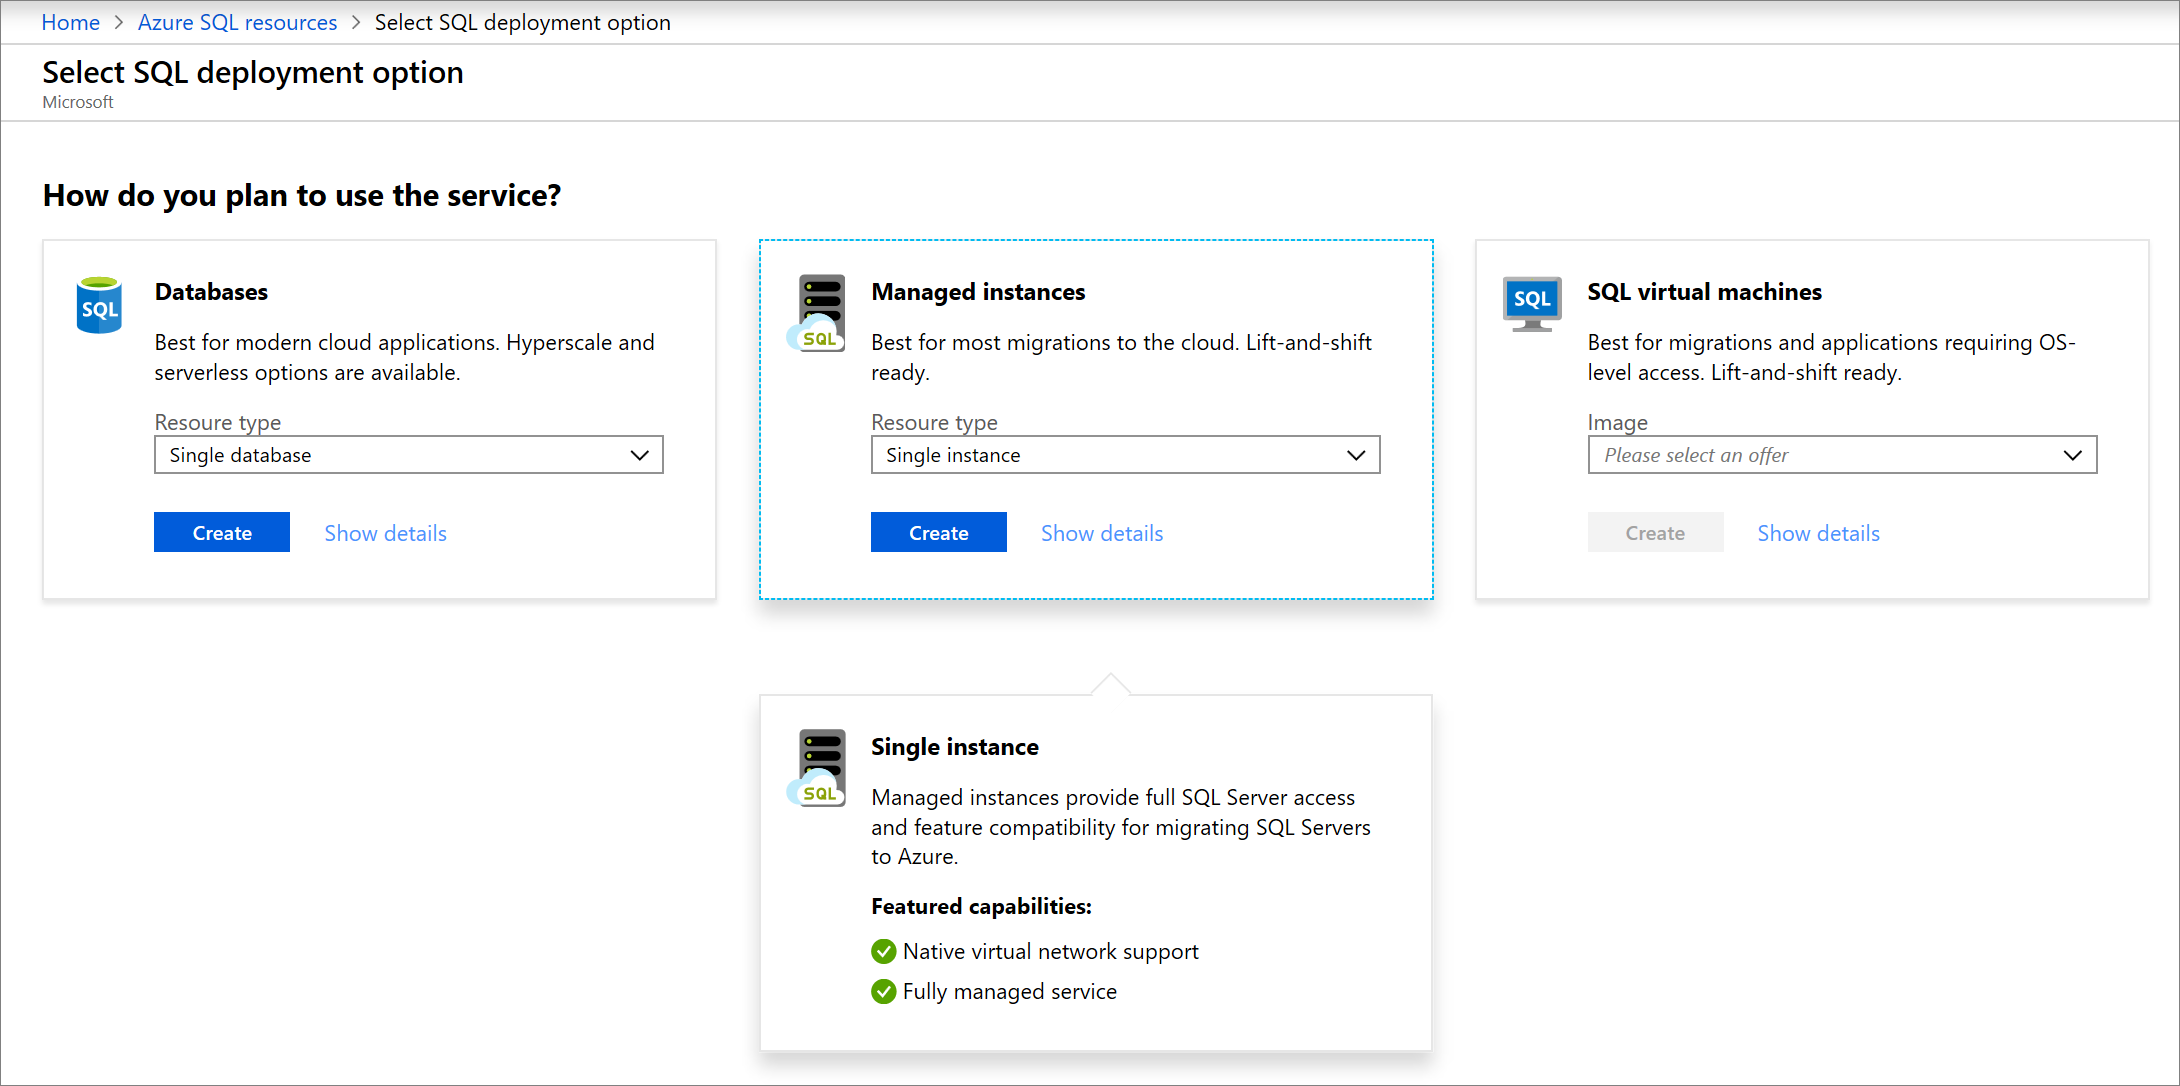 Home > Azure SQL resources > Select SQL deployment option
Select SQL deployment option
Microsoft
How do you plan to use the service?
SQL
Databases
Best for modern cloud applications. Hyperscale and
serverless options are available.
Resoure type
Single database
Create Show details
SQL
Managed instances
Best for most migrations to the cloud. Lift-and-shift
ready.
Resoure type
Single instance
Create Show details
SQL
SQL virtual machines
Best for migrations and applications requiring OS-
level access. Lift-and-shift ready.
Image
Please select an offer
Create Show details
SQL
Single instance
Managed instances provide full SQL Server access
and feature compatibility for migrating SQL Servers
to Azure.
Featured capabilities:
Native virtual network support
Fully managed service